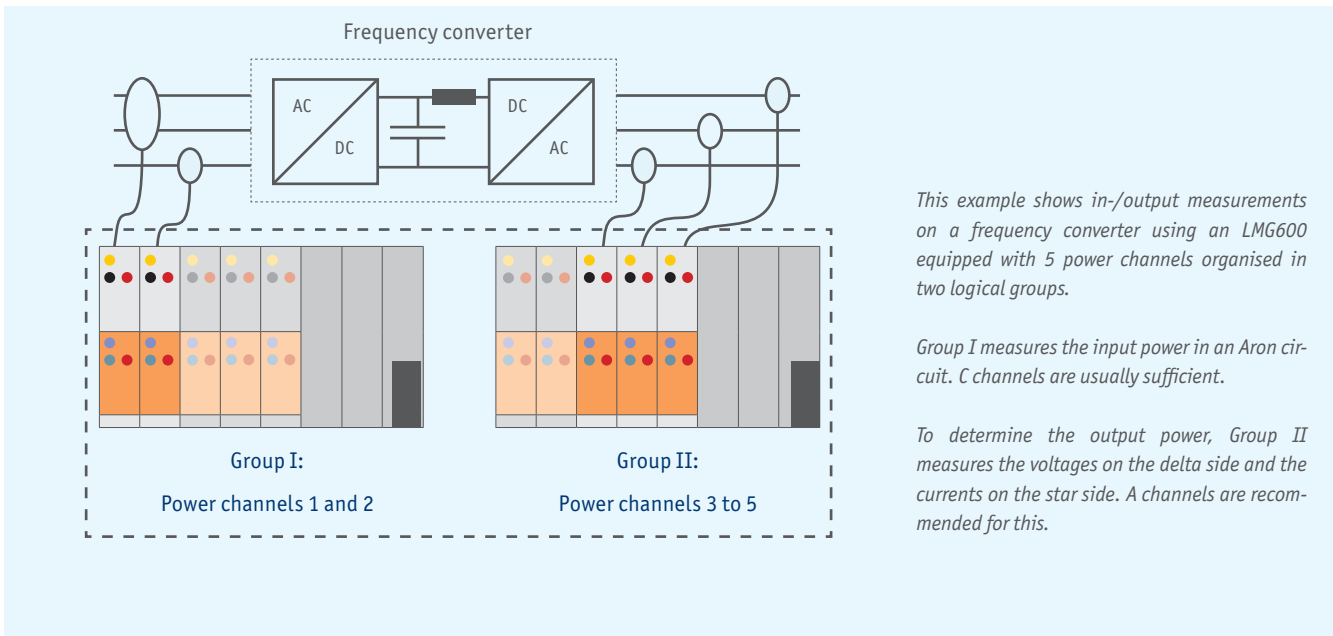 Frequency converter
AC
DC
DC
AC
This example shows in-/output measurements
on a frequency converter using an LMG600
equipped with 5 power channels organised in
two logical groups.
Group I measures the input power in an Aron cir-
cuit. C channels are usually sufficient.
To determine the output power, Group II
measures the voltages on the delta side and the
currents on the star side. A channels are recom-
mended for this.
Group I:
Power channels 1 and 2
Group II:
Power channels 3 to 5